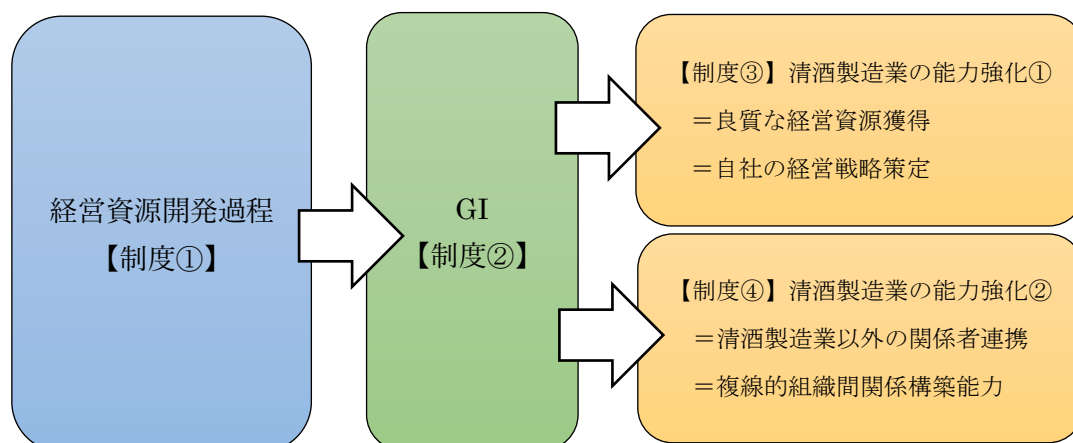 経営資源開発過程
【制度①】
GI
【制度②】
【制度③】清酒製造業の能力強化①
＝良質な経営資源獲得
＝自社の経営戦略策定
【制度④】清酒製造業の能力強化②
＝清酒製造業以外の関係者連携
＝複線的組織間関係構築能力